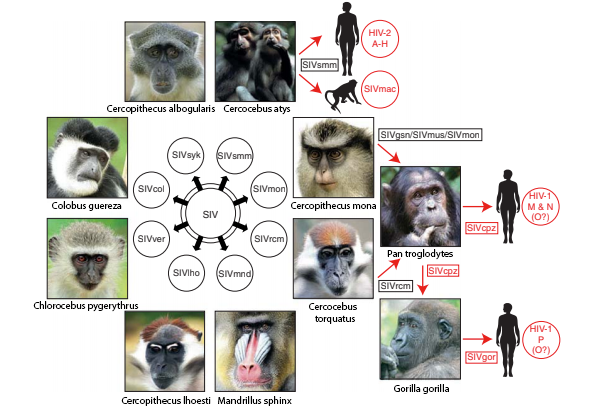 HIV-2
A-H
SIVsmm
SIVmac
Cercopithecus albogularis
Cercocebus atys
SIVgsn/SIVmus/SIVmon
SIVsyk
SIVsmm
SIVcol
SIVmon
SIV
SIVver
SIVrcm
SIVlho
SIVmnd
Colobus guereza
Cercopithecus mona
HIV-1
M & N
(O?)
SIVcpz
Pan troglodytes
SIVcpz
SIVrcm
Chlorocebus pygerythrus
Cercocebus
torquatus
HIV-1
P
(O?)
SIVgor
Cercopithecus lhoesti
Mandrillus sphinx
Gorilla gorilla